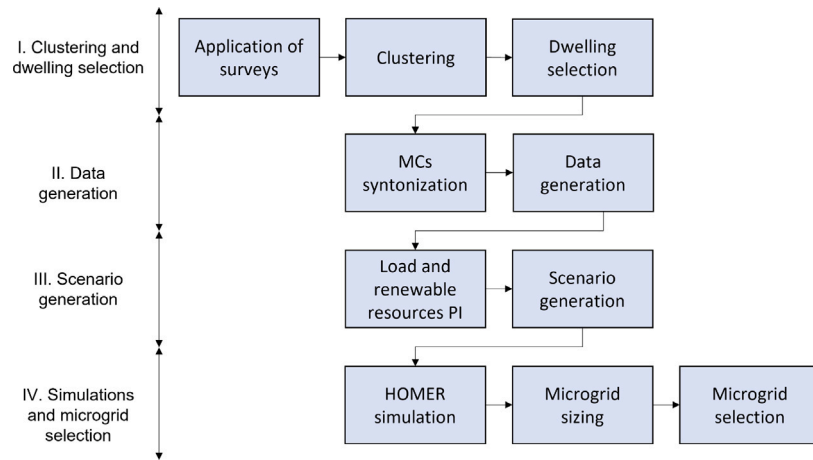 I. Clustering and
dwelling selection
Application of
surveys
Clustering
Dwelling
selection
II. Data
generation
MCs
syntonization
Data
generation
III. Scenario
generation
Load and
renewable
resources PI
Scenario
generation
IV. Simulations
and microgrid
selection
HOMER
simulation
Microgrid
sizing
Microgrid
selection